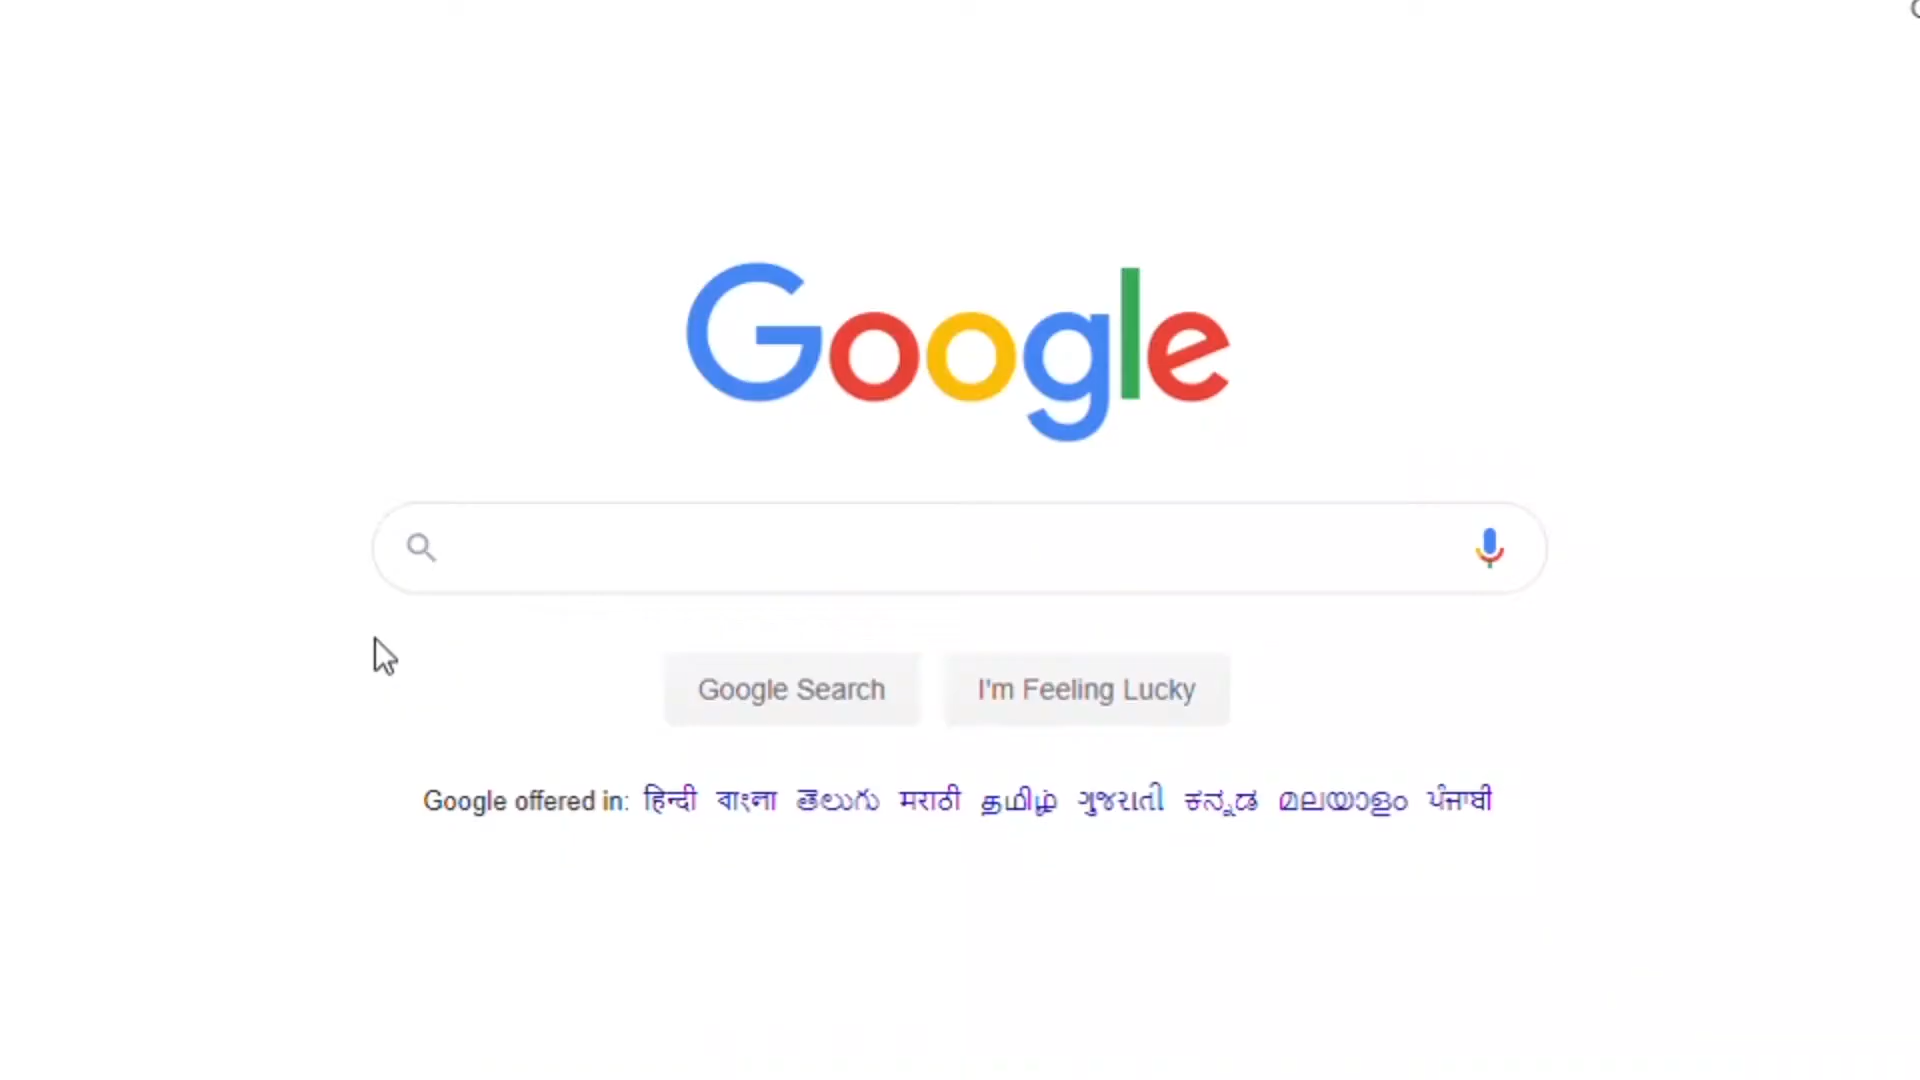 Google
Google Search I'm Feeling Lucky
Google offered in: हिन्दी বাংলা తెలుగు मराठी தமிழ் ગુજરાતી ಕನ್ನಡ മലയാളം ਪੰਜਾਬੀ